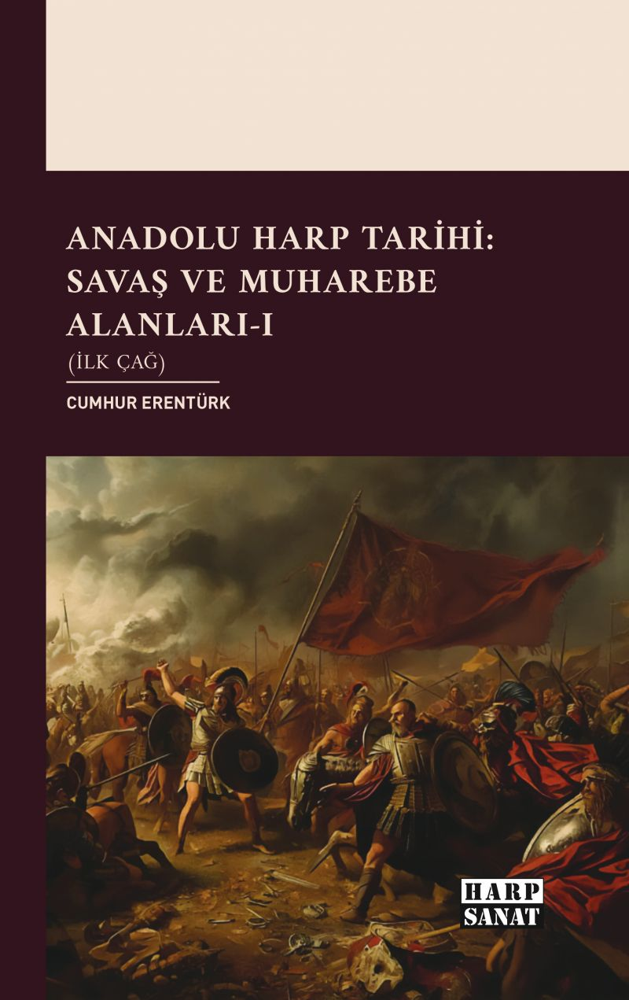 ANADOLU HARP TARİHİ:
SAVAŞ VE MUHAREBE
ALANLARI-I
(İLK ÇAĞ)
CUMHUR ERENTÜRK
HARP
SANAT